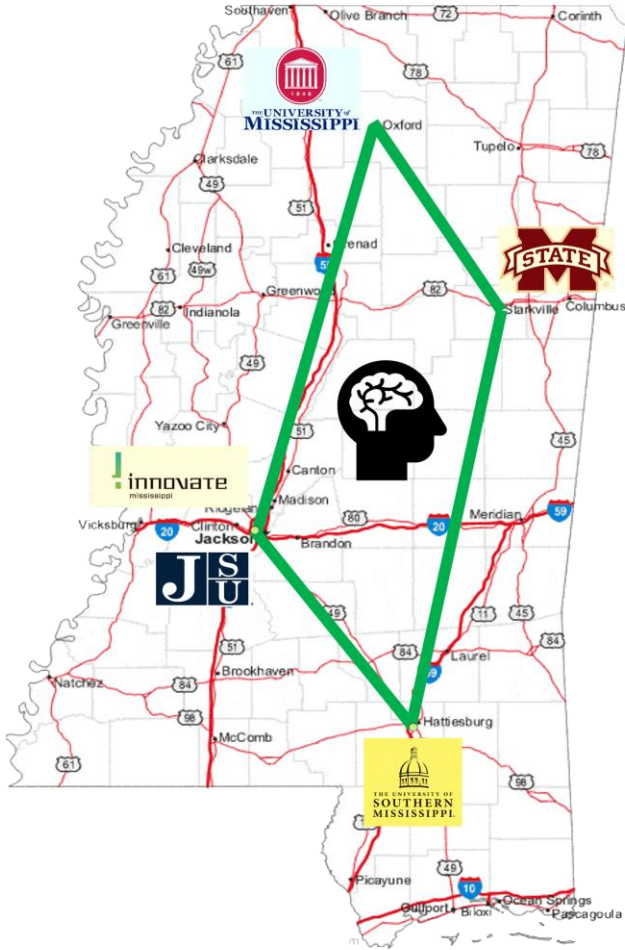 Southaven
Olive Branch
72
Corinth
61
78
THE UNIVERSITY of
MISSISSIPPI
1848
Oxford
Tupelo
78
Clarksdale
49
51
Cleveland
Grenad
STATE
61
49W
55
Greenwood
82
Indianola
82
Starkville
Columbus
Greenville
49
Yazoo City
51
45
innovate
mississippi
Canton
Madison
Ridgelan
Vicksburg
20
Clinton
Jackson
80
Brandon
20
Meridian
59
JSU
49
11
45
51
84
Laurel
84
Brookhaven
59
Natchez
84
98
Hattiesburg
McComb
61
98
THE UNIVERSITY OF
SOUTHERN
MISSISSIPPI
49
Picayune
10
Gulfport
Biloxi
Ocean Springs
Pascagoula